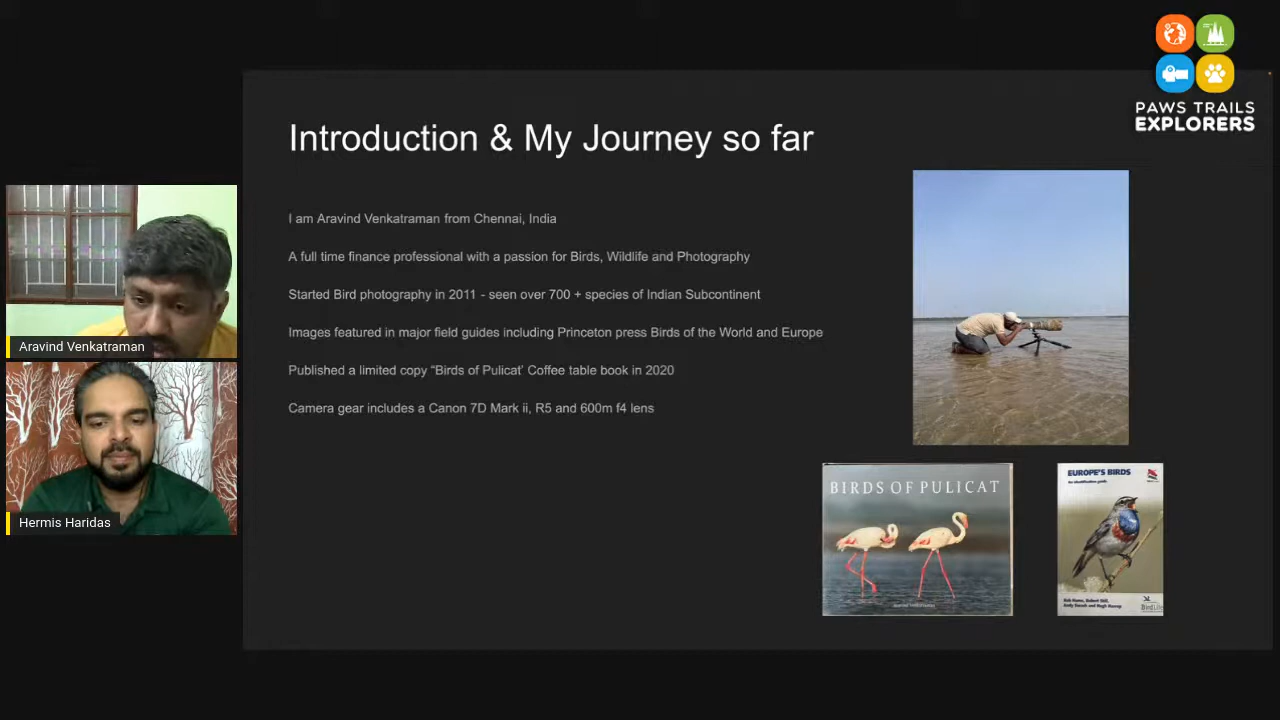 PAWS TRAILS
EXPLORERS
Introduction & My Journey so far
I am Aravind Venkatraman from Chennai, India
A full time finance professional with a passion for Birds, Wildlife and Photography
Started Bird photography in 2011 - seen over 700 + species of Indian Subcontinent
Images featured in major field guides including Princeton press Birds of the World and Europe
Published a limited copy "Birds of Pulicat' Coffee table book in 2020
Camera gear includes a Canon 7D Mark ii, R5 and 600m f4 lens
Aravind Venkatraman
Hermis Haridas
BIRDS OF PULICAT
EUROPE'S BIRDS
An identification guide
BirdLife